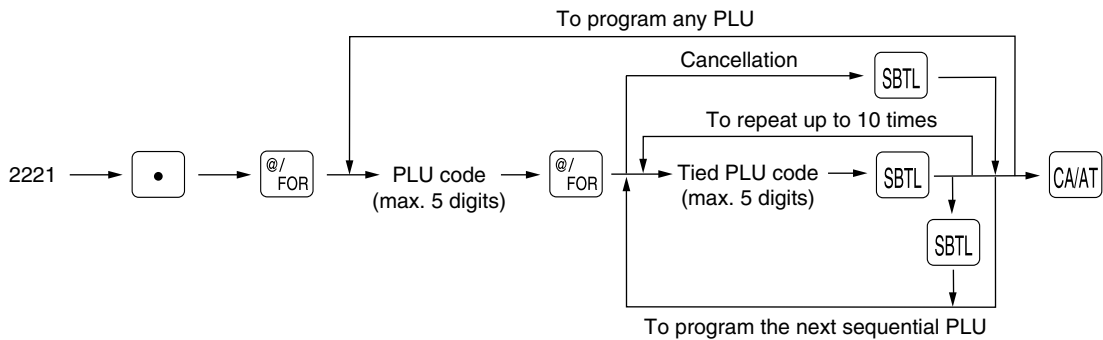 To program any PLU
Cancellation
SBTL
To repeat up to 10 times
2221
•
@/
FOR
PLU code
(max. 5 digits)
@/
FOR
Tied PLU code
(max. 5 digits)
SBTL
CA/AT
SBTL
To program the next sequential PLU